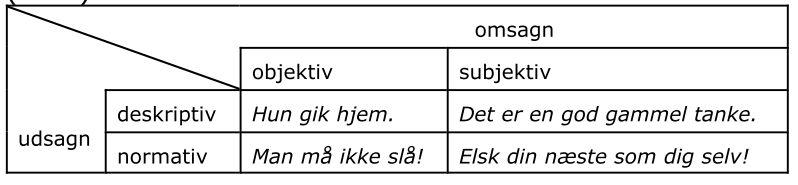 omsagn
objektiv subjektiv
deskriptiv Hun gik hjem. Det er en god gammel tanke.
udsagn
normativ Man må ikke slå! Elsk din næste som dig selv!